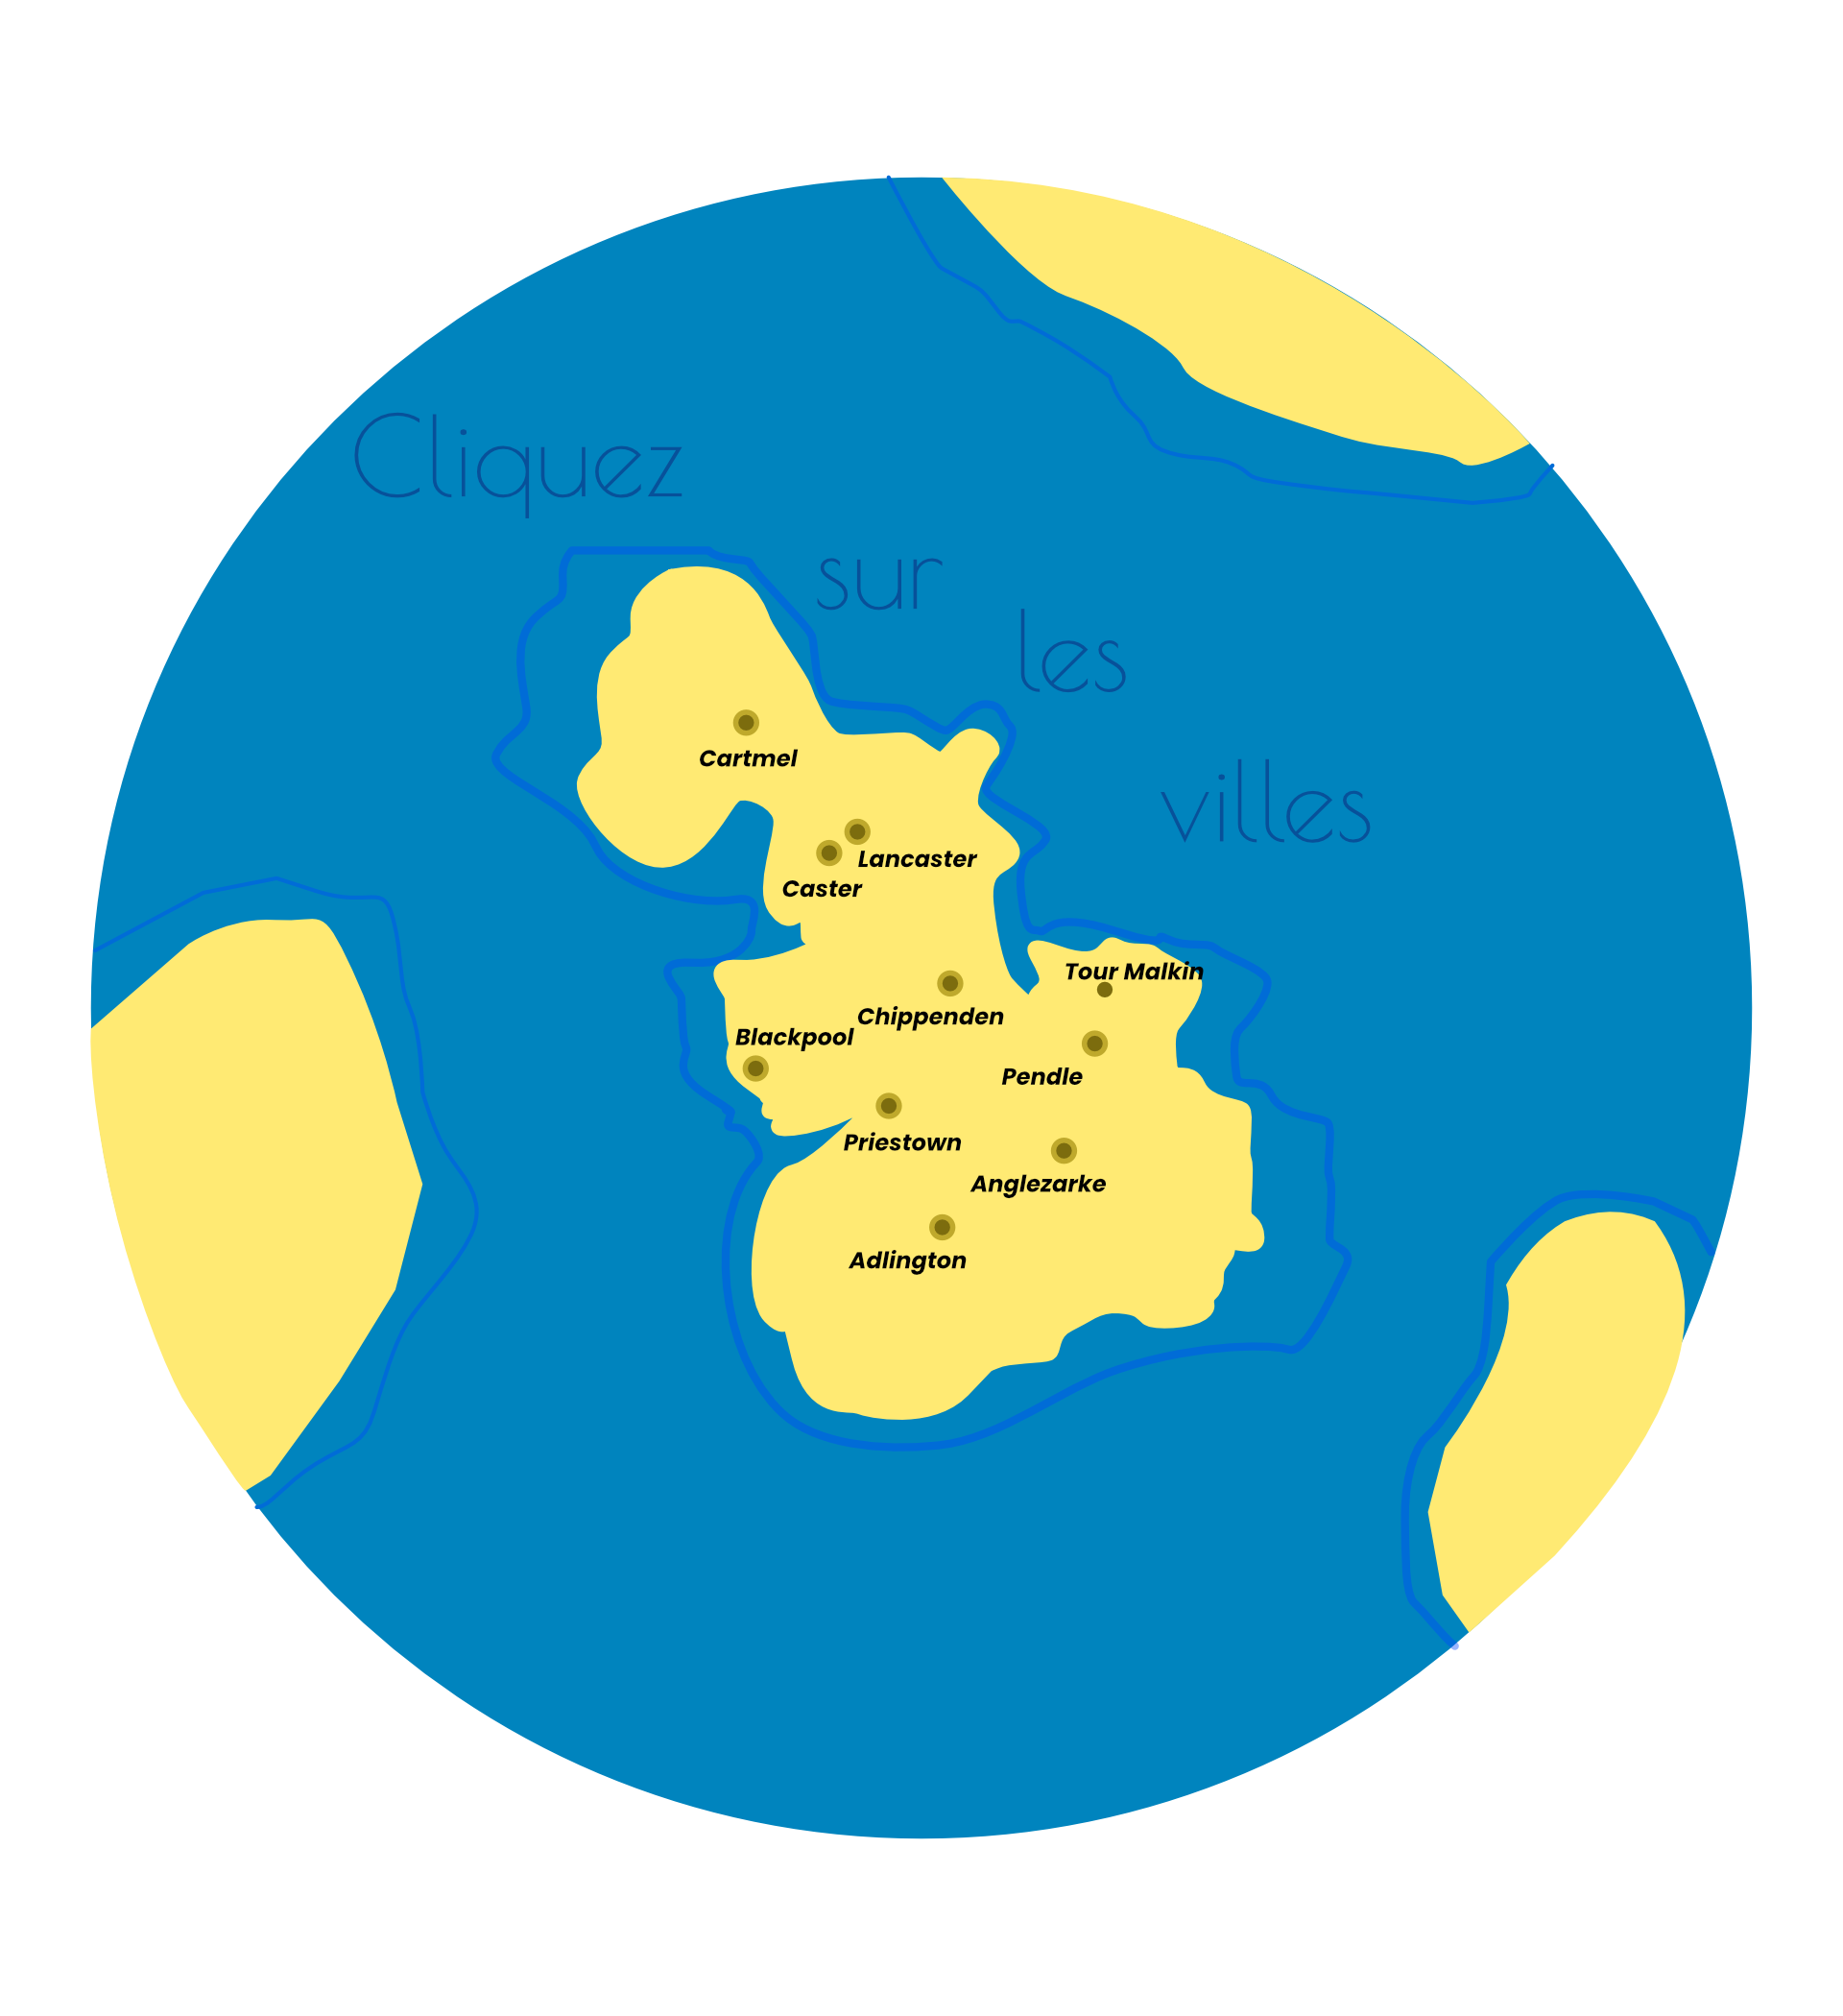 Cliquez
sur
les
villes
Cartmel
Lancaster
Caster
Tour Malkin
Chippenden
Blackpool
Pendle
Priestown
Anglezarke
Adlington